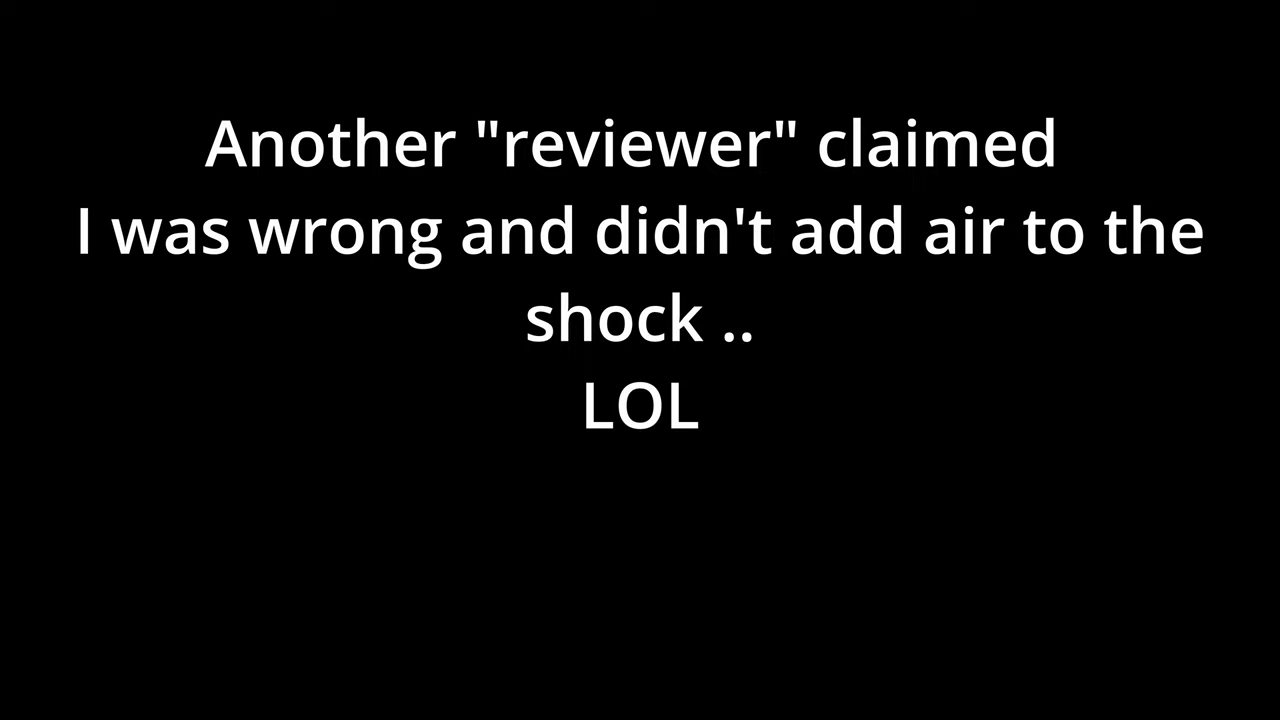 Another "reviewer" claimed
I was wrong and didn't add air to the
shock ..
LOL